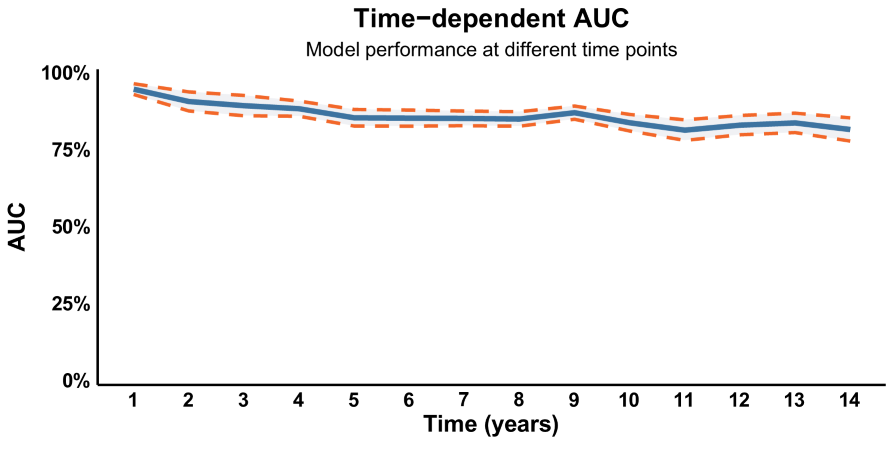 Time−dependent AUC
Model performance at different time points
100%
75%
50%
25%
0%
AUC
1 2 3 4 5 6 7 8 9 10 11 12 13 14
Time (years)